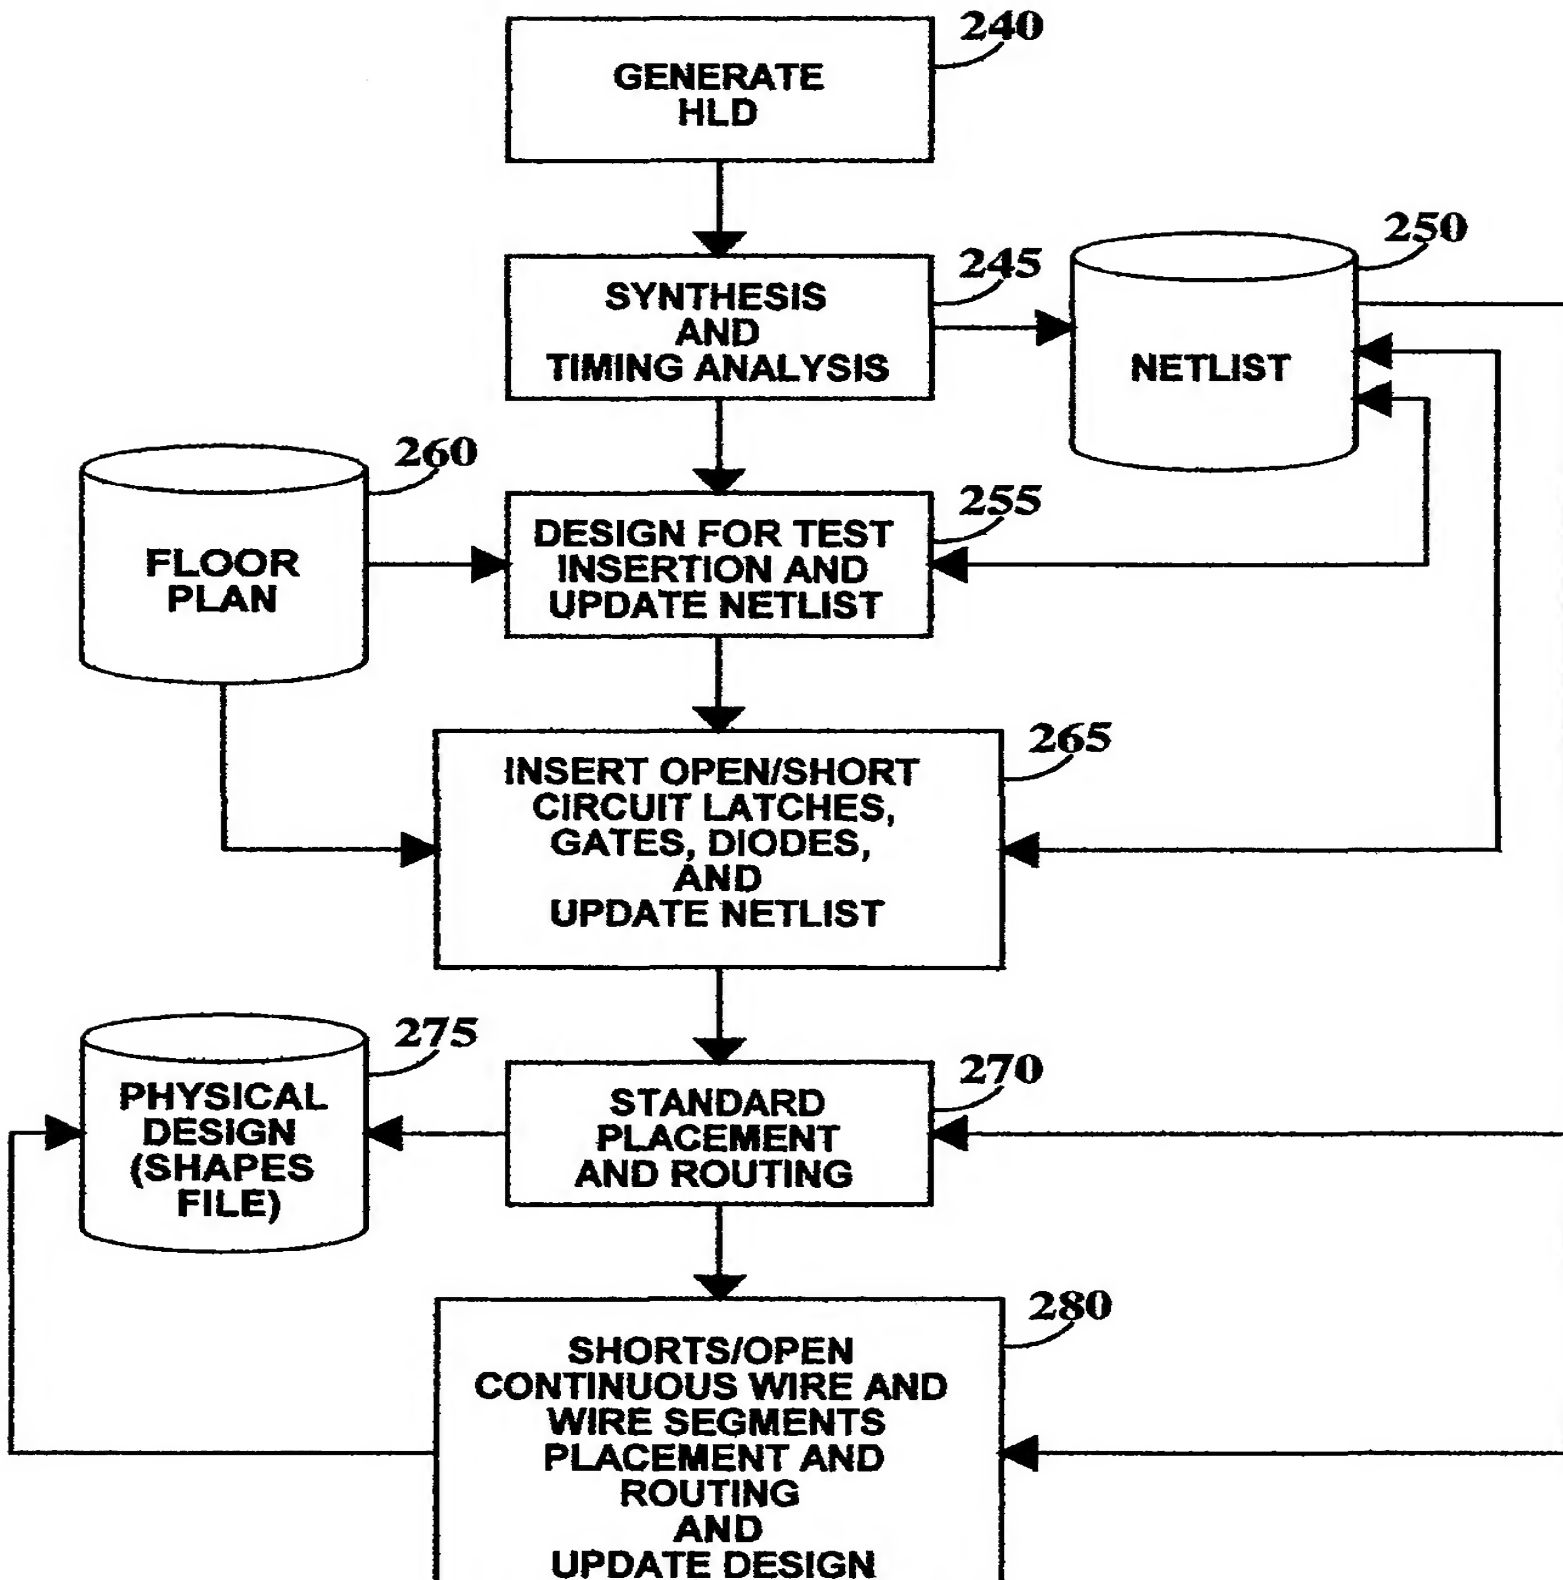 240
GENERATE
HLD
250
245
SYNTHESIS
AND
TIMING ANALYSIS
NETLIST
260
255
FLOOR
PLAN
DESIGN FOR TEST
INSERTION AND
UPDATE NETLIST
265
INSERT OPEN/SHORT
CIRCUIT LATCHES,
GATES, DIODES,
AND
UPDATE NETLIST
275
270
PHYSICAL
DESIGN
(SHAPES
FILE)
STANDARD
PLACEMENT
AND ROUTING
280
SHORTS/OPEN
CONTINUOUS WIRE AND
WIRE SEGMENTS
PLACEMENT AND
ROUTING
AND
UPDATE DESIGN